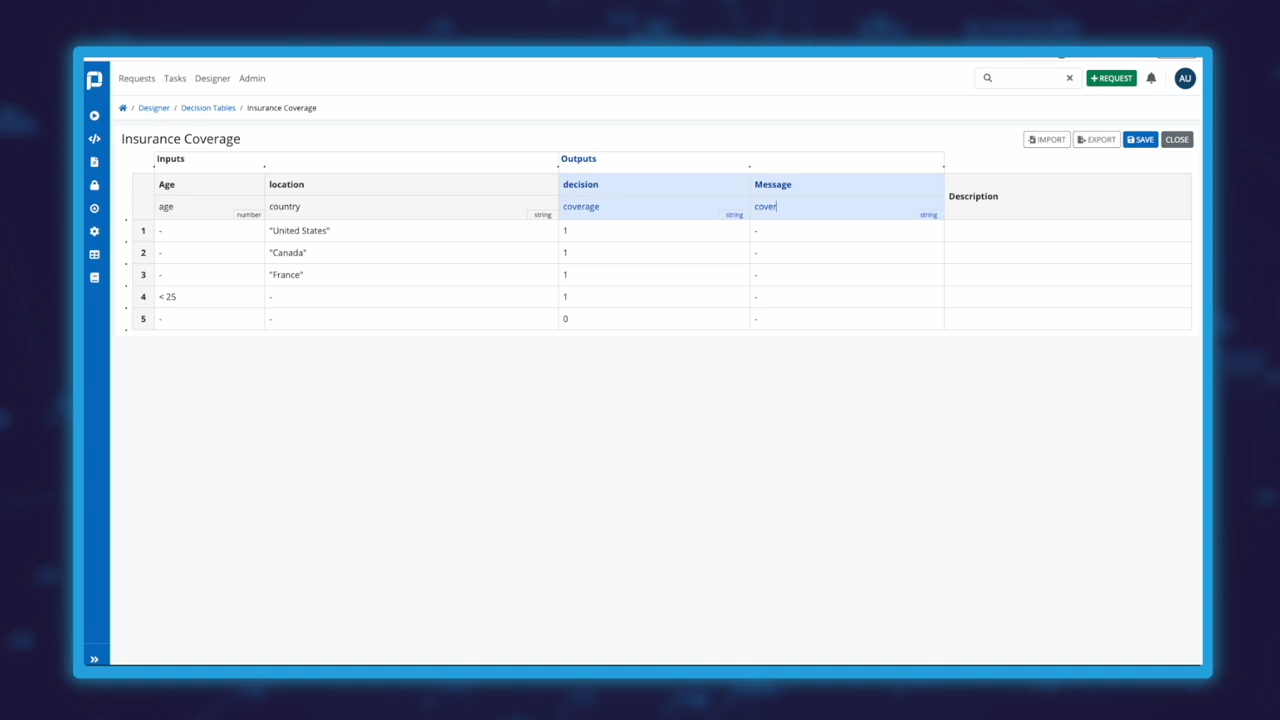 Requests Tasks Designer Admin
+ REQUEST
AU
/ Designer / Decision Tables / Insurance Coverage
Insurance Coverage
IMPORT EXPORT SAVE CLOSE
Inputs Outputs
Age location decision Message Description
age number country string coverage string cover string
1 - "United States" 1 -
2 - "Canada" 1 -
3 - "France" 1 -
4 < 25 - 1 -
5 - - 0 -